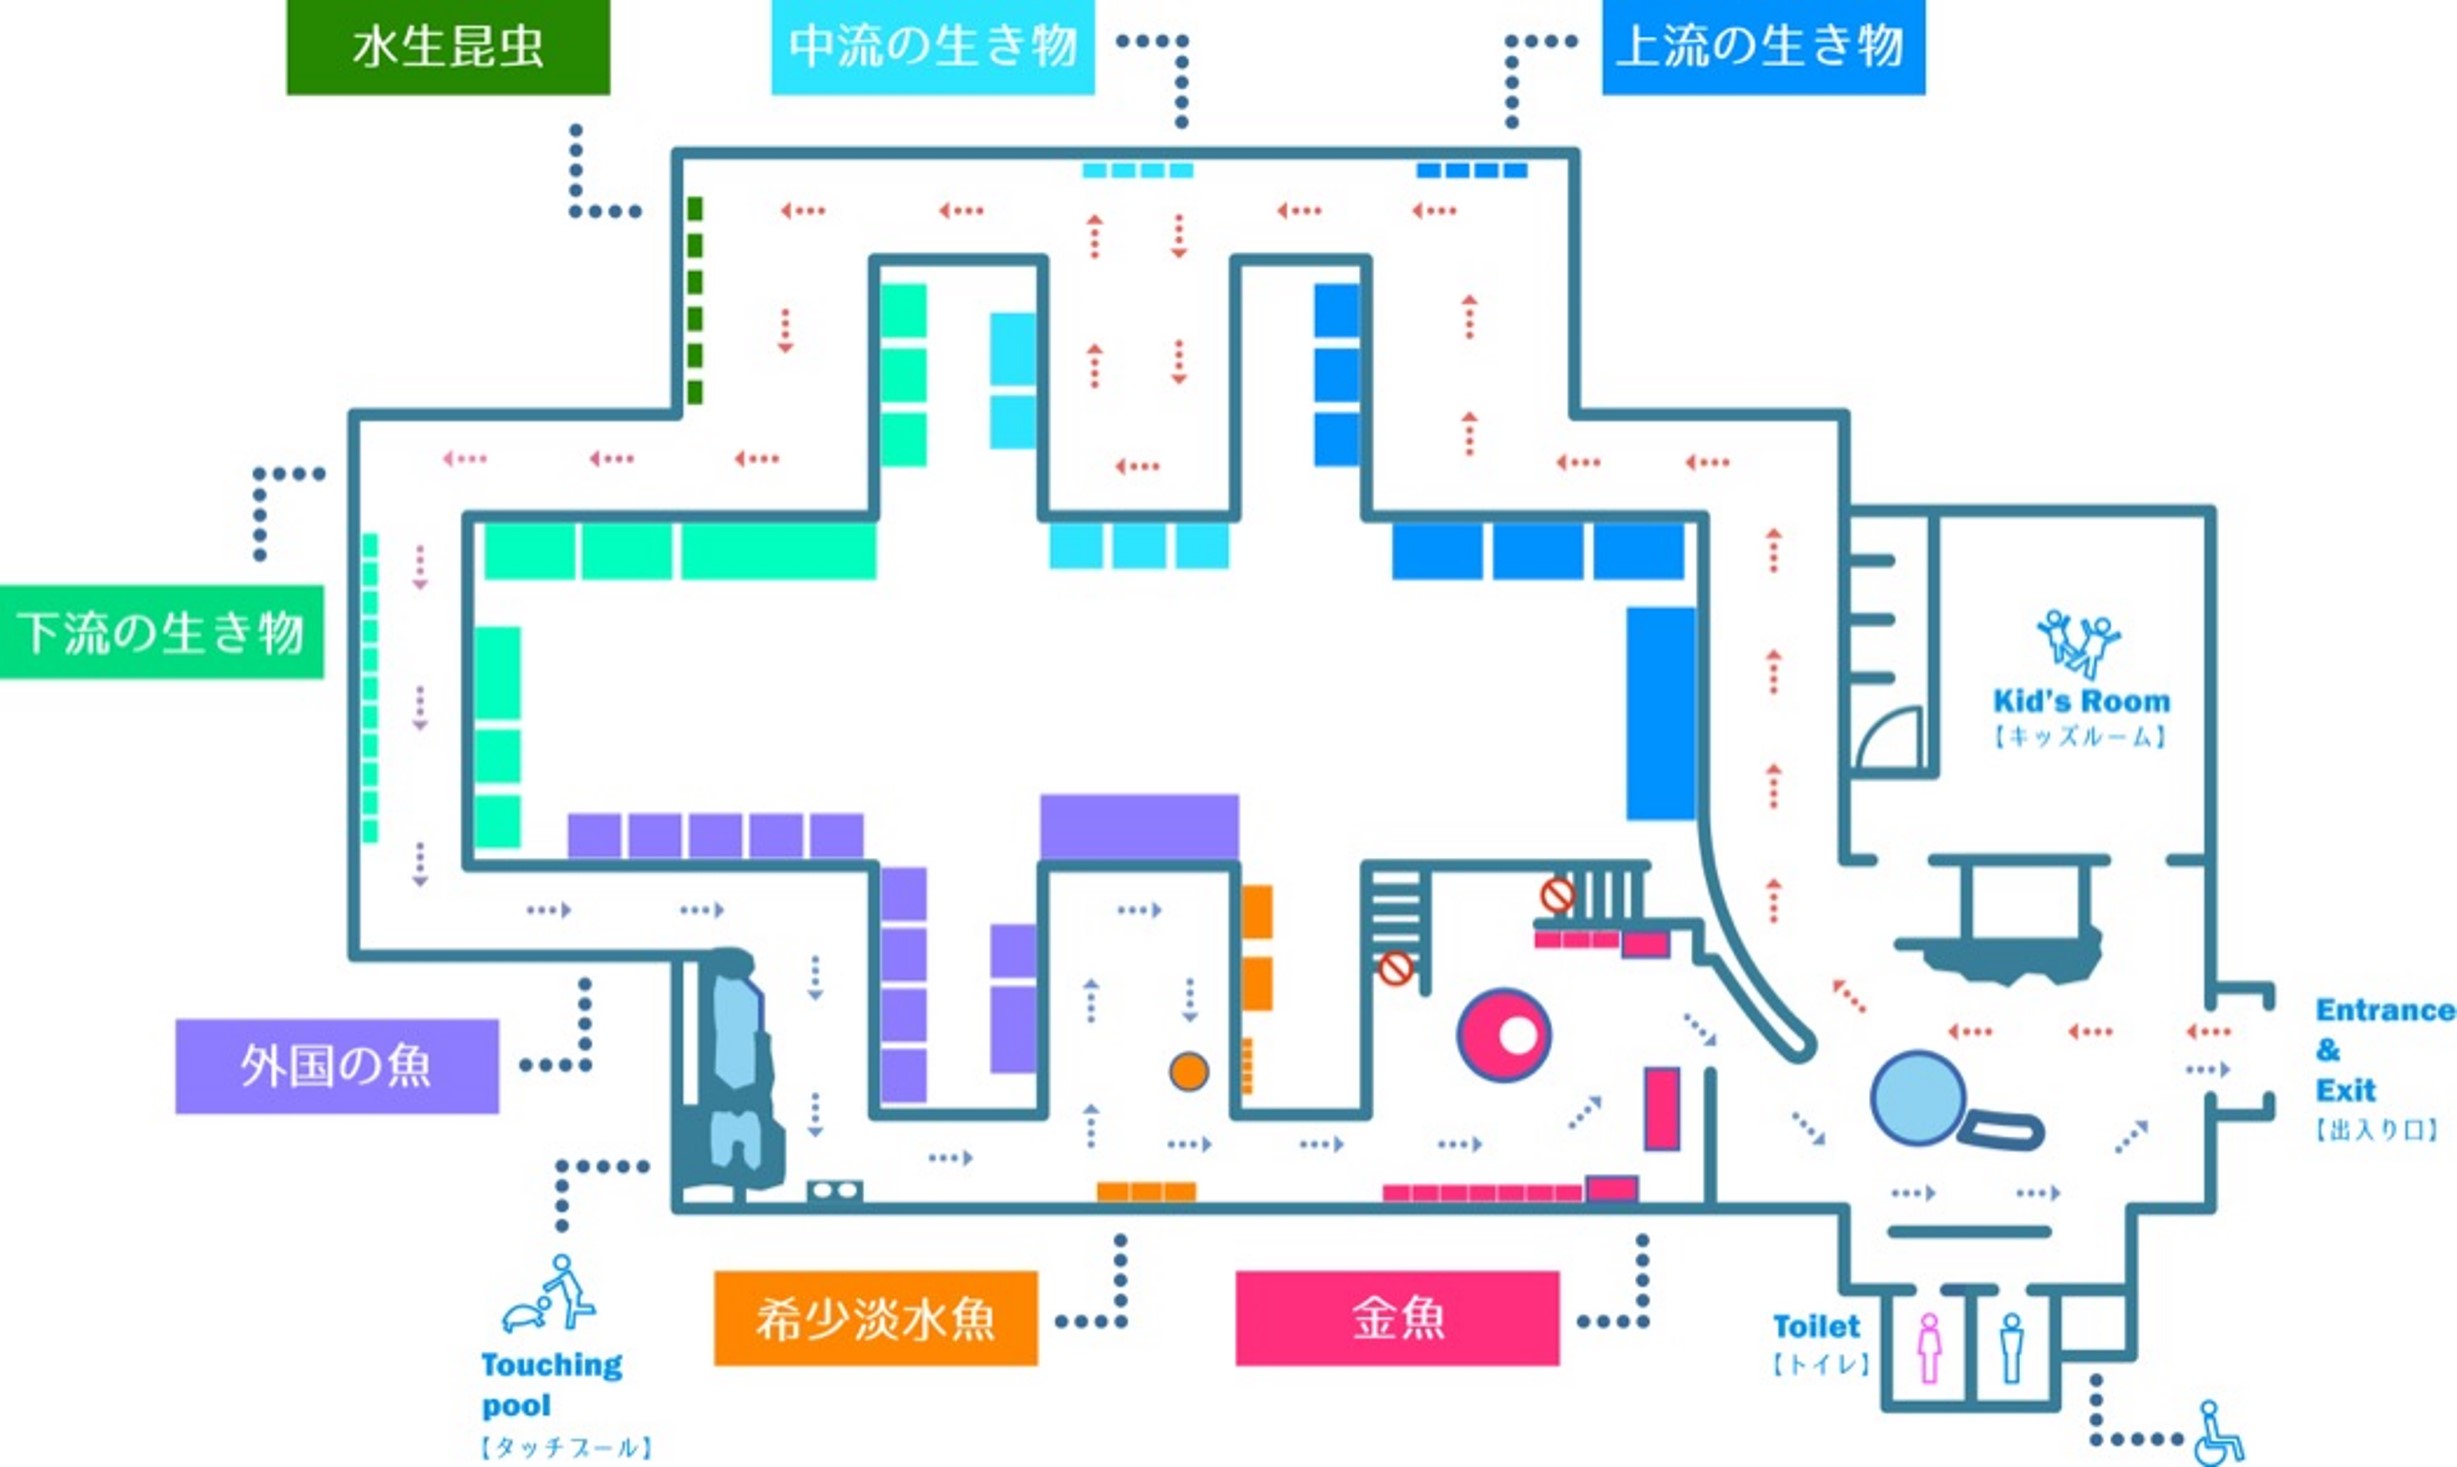 水生昆虫
中流の生き物
上流の生き物
下流の生き物
Kid's Room
【キッズルーム】
外国の魚
Entrance
&
Exit
【出入り口】
希少淡水魚
金魚
Toilet
【トイレ】
Touching
pool
【タッチプール】